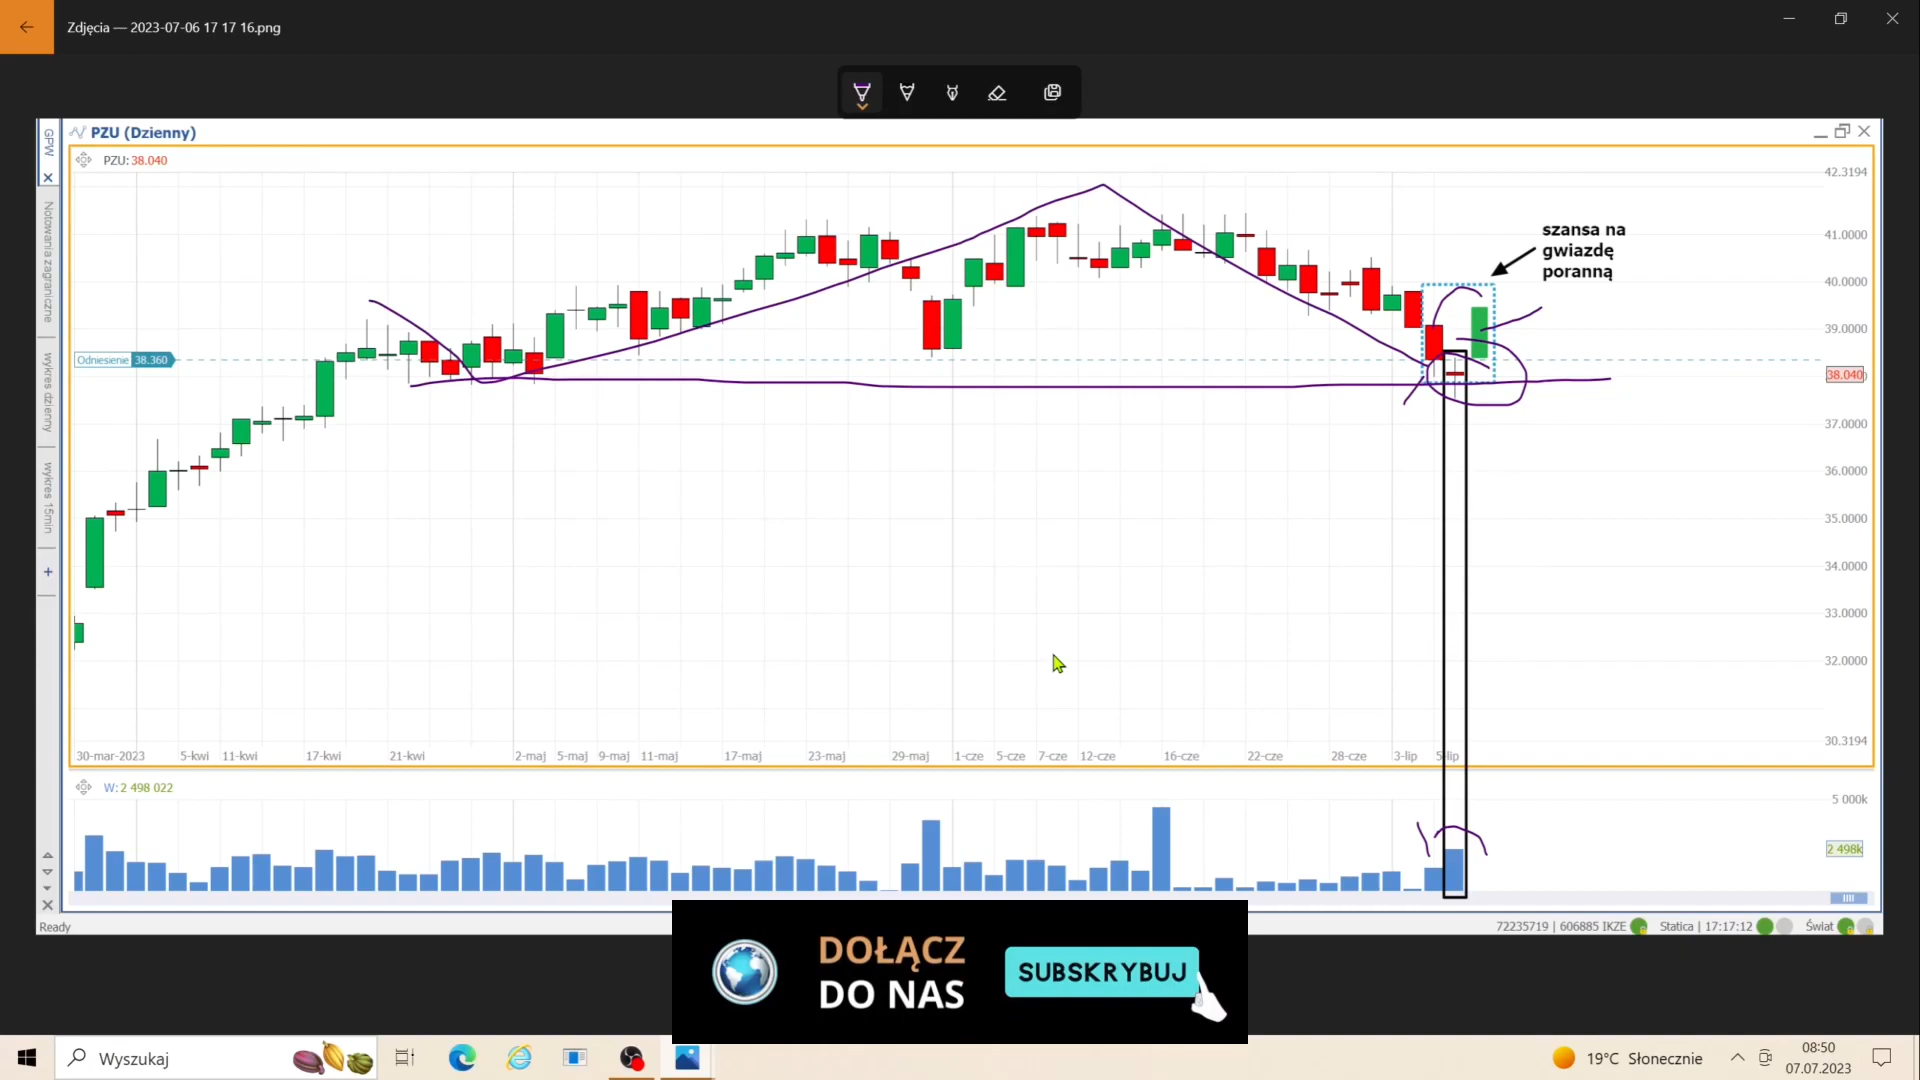 Zdjęcia — 2023-07-06 17 17 16.png
GPW
PZU (Dzienny)
PZU: 38.040
Notowania zagraniczne
wykres dzienny
wykres 15min
+
szansa na
gwiazdę
poranną
Odniesienie 38.360
42.3194
41.0000
40.0000
39.0000
38.040
37.0000
36.0000
35.0000
34.0000
33.0000
32.0000
30.3194
30-mar-2023 5-kwi 11-kwi 17-kwi 21-kwi 2-maj 5-maj 9-maj 11-maj 17-maj 23-maj 29-maj 1-cze 5-cze 7-cze 12-cze 16-cze 22-cze 28-cze 3-lip 5-lip
W: 2 498 022
5 000k
2 498k
Ready
72235719 | 606885 IKZE Statica | 17:17:12 Świat
DOŁĄCZ
DO NAS
SUBSKRYBUJ
Wyszukaj
19°C Słonecznie
08:50
07.07.2023